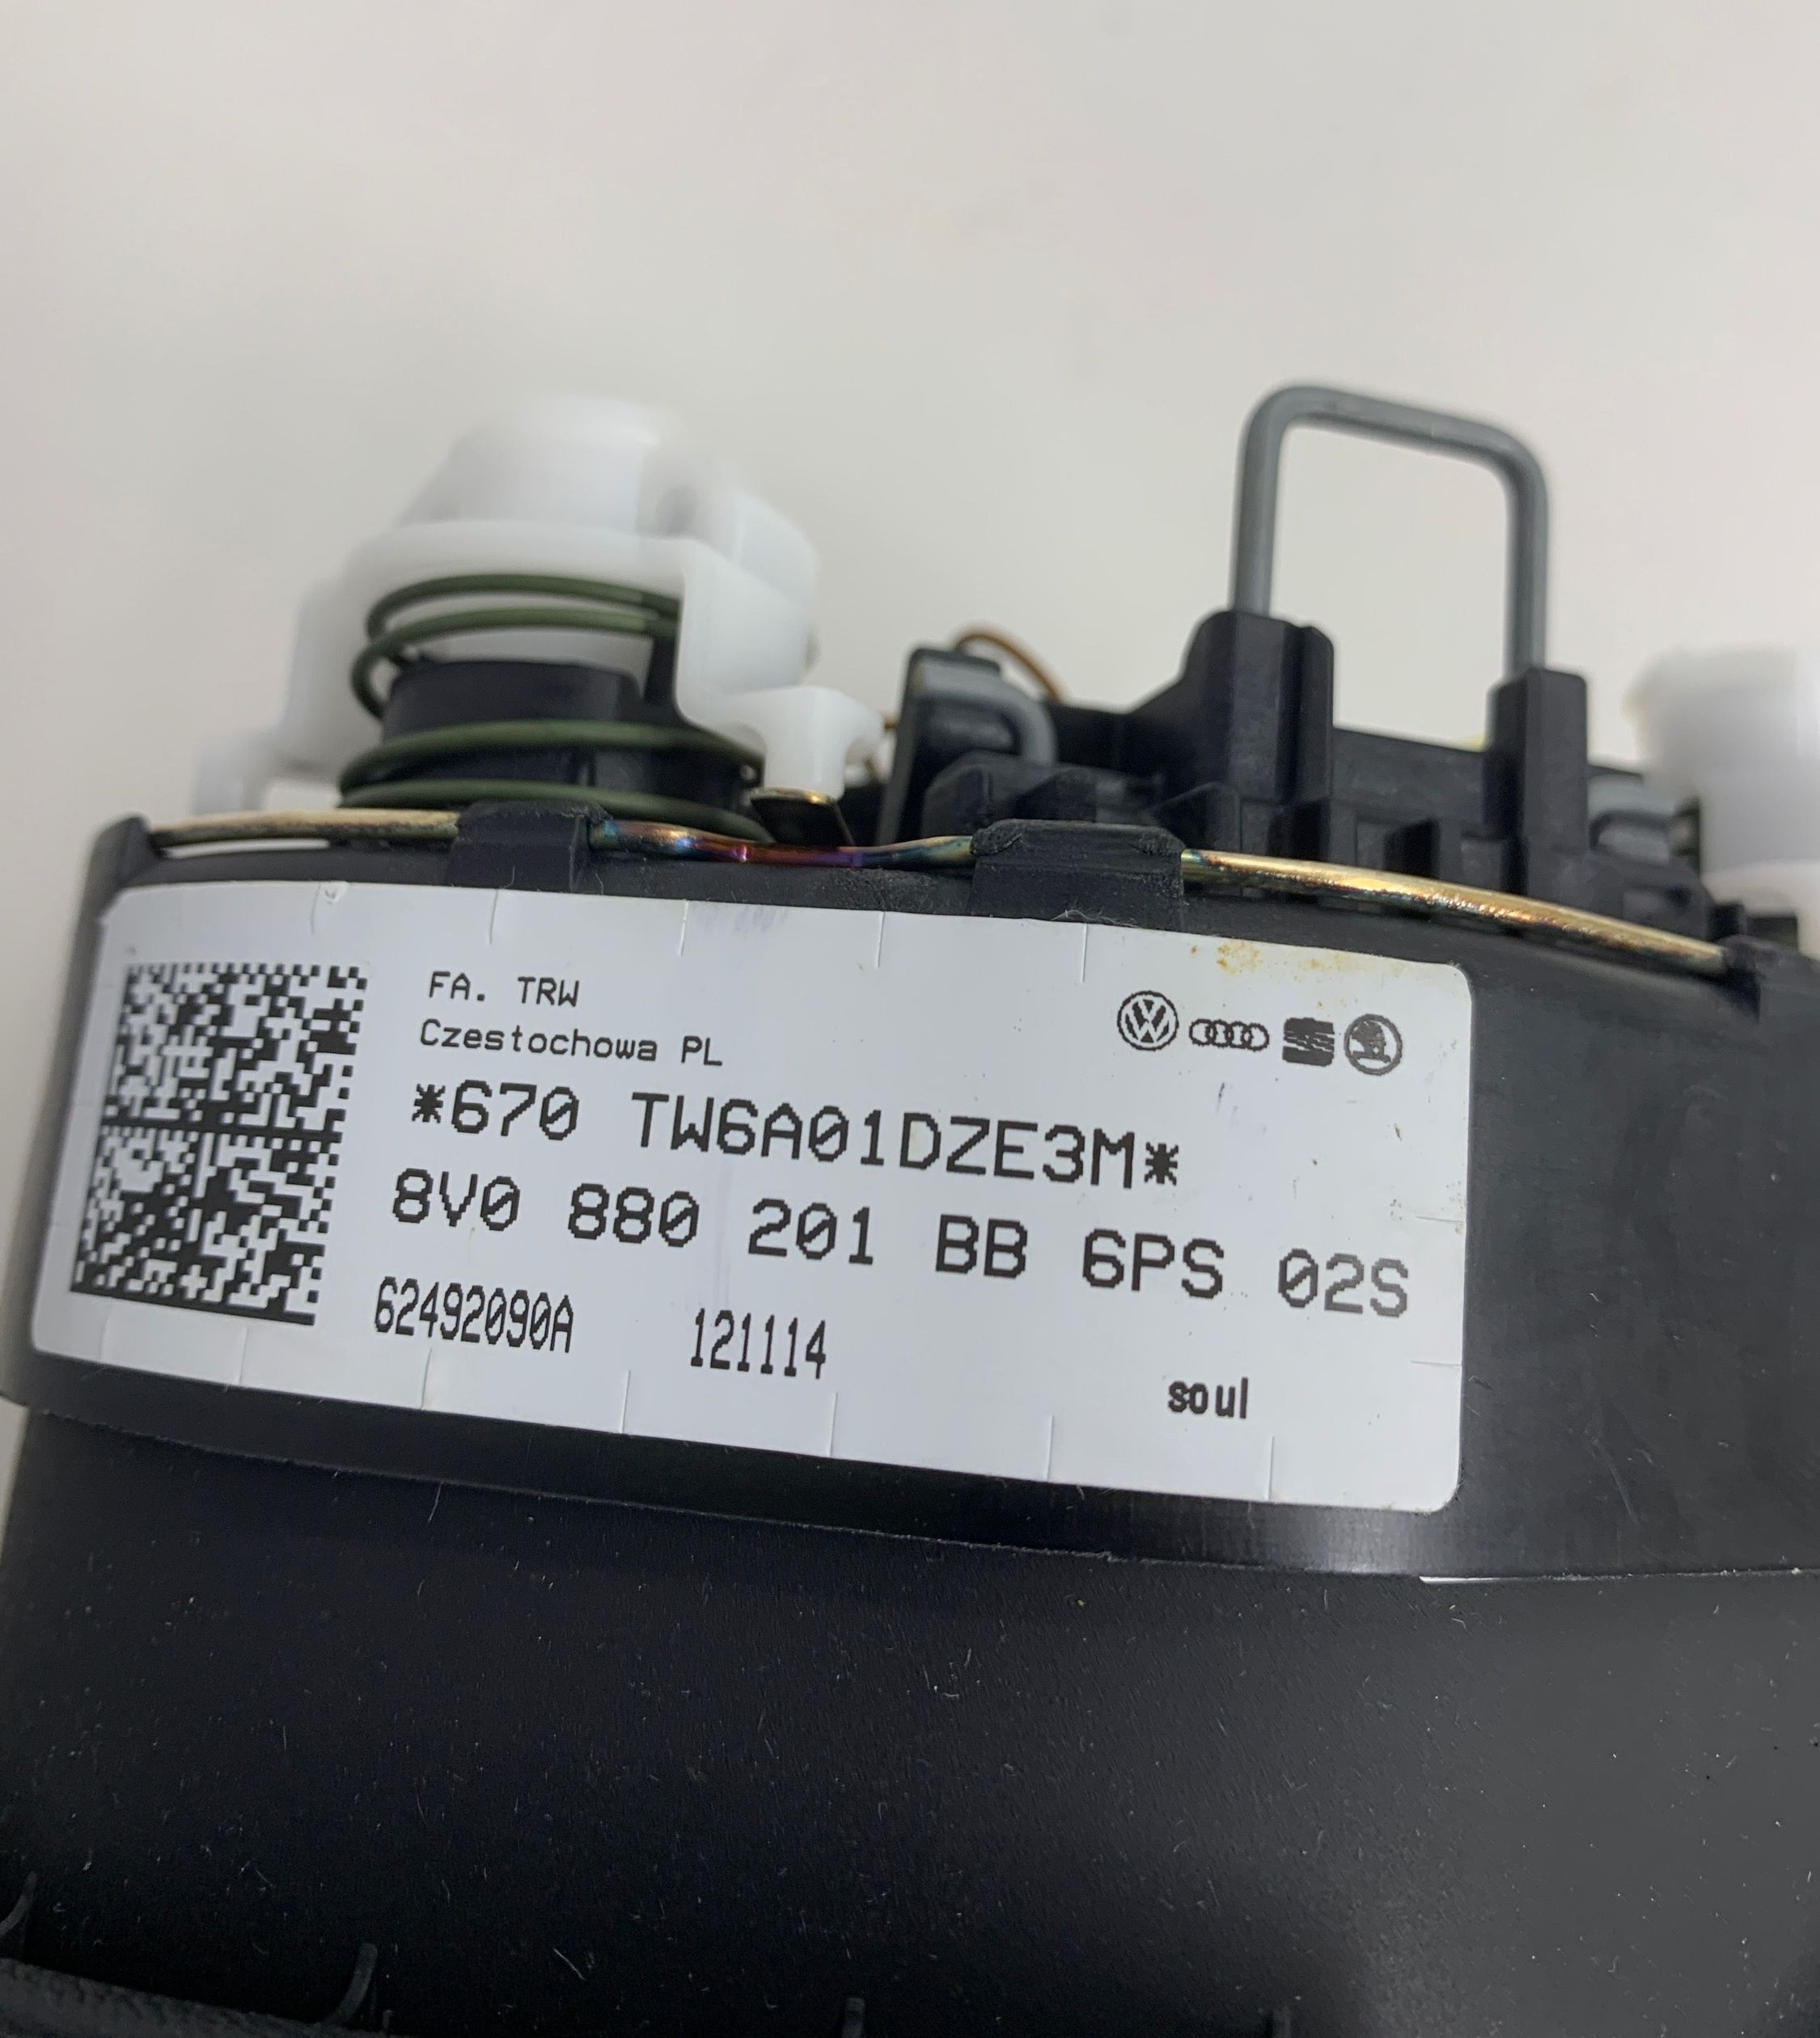 FA. TRW
Czestochowa PL
*670 TW6A01DZE3M*
8V0 880 201 BB 6PS 02S
62492090A 121114
soul